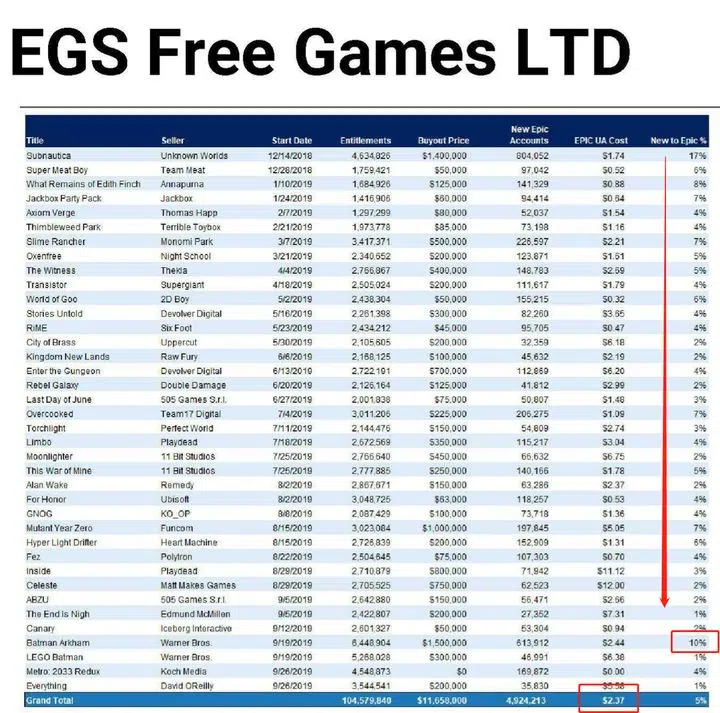 EGS Free Games LTD
Title Seller Start Date Entitlements Buyout Price New Epic Accounts EPIC UA Cost New to Epic %
Subnautica Unknown Worlds 12/14/2018 4,634,826 $1,400,000 804,052 $1.74 17%
Super Meat Boy Team Meat 12/28/2018 1,759,421 $50,000 97,042 $0.52 6%
What Remains of Edith Finch Annapurna 1/10/2019 1,684,926 $125,000 141,329 $0.88 8%
Jackbox Party Pack Jackbox 1/24/2019 1,416,906 $60,000 94,414 $0.64 7%
Axiom Verge Thomas Happ 2/7/2019 1,297,299 $80,000 52,037 $1.54 4%
Thimbleweed Park Terrible Toybox 2/21/2019 1,973,778 $85,000 73,198 $1.16 4%
Slime Rancher Monomi Park 3/7/2019 3,417,371 $500,000 226,597 $2.21 7%
Oxenfree Night School 3/21/2019 2,340,652 $200,000 123,871 $1.61 5%
The Witness Thekla 4/4/2019 2,766,867 $400,000 148,783 $2.69 5%
Transistor Supergiant 4/18/2019 2,505,024 $200,000 111,617 $1.79 4%
World of Goo 2D Boy 5/2/2019 2,438,304 $50,000 155,215 $0.32 6%
Stories Untold Devolver Digital 5/16/2019 2,261,398 $300,000 82,260 $3.65 4%
RiME Six Foot 5/23/2019 2,434,212 $45,000 95,705 $0.47 4%
City of Brass Uppercut 5/30/2019 2,105,605 $200,000 32,359 $6.18 2%
Kingdom New Lands Raw Fury 6/6/2019 2,168,125 $100,000 45,632 $2.19 2%
Enter the Gungeon Devolver Digital 6/13/2019 2,722,191 $700,000 112,869 $6.20 4%
Rebel Galaxy Double Damage 6/20/2019 2,126,164 $125,000 41,812 $2.99 2%
Last Day of June 505 Games S.r.l. 6/27/2019 2,001,838 $75,000 50,807 $1.48 3%
Overcooked Team17 Digital 7/4/2019 3,011,206 $225,000 206,275 $1.09 7%
Torchlight Perfect World 7/11/2019 2,144,476 $150,000 54,809 $2.74 3%
Limbo Playdead 7/18/2019 2,672,569 $350,000 115,217 $3.04 4%
Moonlighter 11 Bit Studios 7/25/2019 2,766,640 $450,000 66,632 $6.75 2%
This War of Mine 11 Bit Studios 7/25/2019 2,777,885 $250,000 140,166 $1.78 5%
Alan Wake Remedy 8/2/2019 2,867,671 $150,000 63,286 $2.37 2%
For Honor Ubisoft 8/2/2019 3,048,725 $63,000 118,257 $0.53 4%
GNOG KO_OP 8/8/2019 2,087,429 $100,000 73,718 $1.36 4%
Mutant Year Zero Funcom 8/15/2019 3,023,084 $1,000,000 197,845 $5.05 7%
Hyper Light Drifter Heart Machine 8/15/2019 2,726,839 $200,000 152,909 $1.31 6%
Fez Polytron 8/22/2019 2,504,645 $75,000 107,303 $0.70 4%
Inside Playdead 8/29/2019 2,710,879 $800,000 71,942 $11.12 3%
Celeste Matt Makes Games 8/29/2019 2,705,525 $750,000 62,523 $12.00 2%
ABZU 505 Games S.r.l. 9/5/2019 2,642,880 $150,000 56,471 $2.66 2%
The End Is Nigh Edmund McMillen 9/5/2019 2,422,807 $200,000 27,352 $7.31 1%
Canary Iceberg Interactive 9/12/2019 2,601,327 $50,000 53,304 $0.94 2%
Batman Arkham Warner Bros. 9/19/2019 6,448,904 $1,500,000 613,912 $2.44 10%
LEGO Batman Warner Bros. 9/19/2019 5,268,028 $300,000 46,991 $6.38 1%
Metro: 2033 Redux Koch Media 9/26/2019 4,548,873 $0 169,872 $0.00 4%
Everything David OReilly 9/26/2019 3,544,541 $200,000 35,830 $5.58 1%
Grand Total 104,579,840 $11,658,000 4,924,213 $2.37 5%